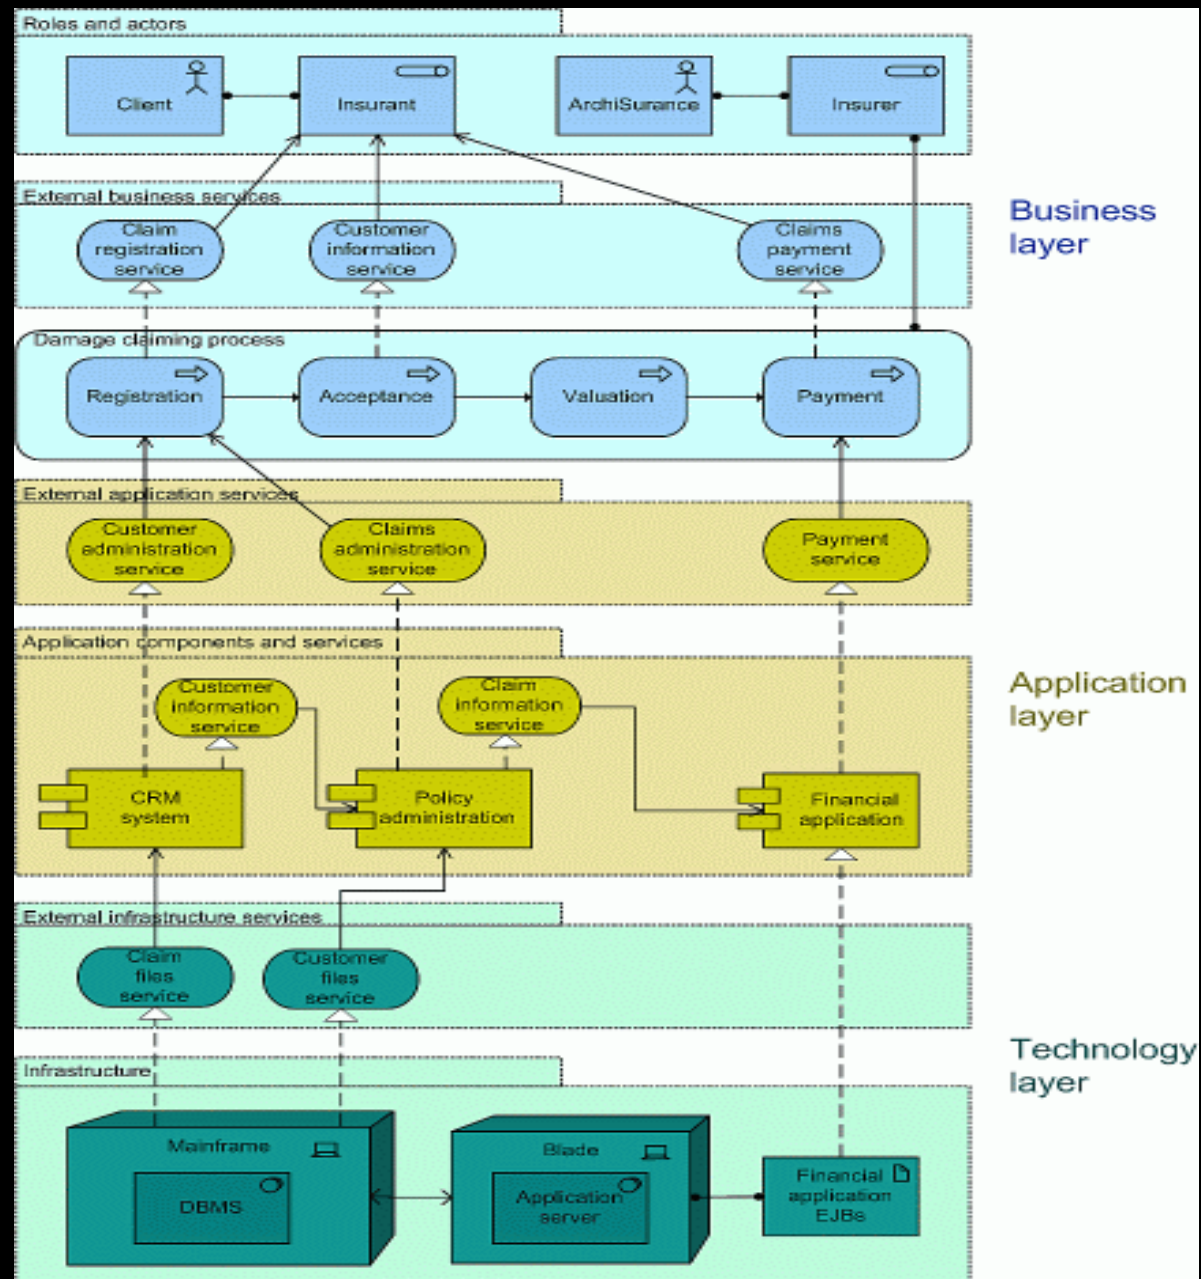 Roles and actors
Client
Insurant
ArchiSurance
Insurer
External business services
Claim
registration
service
Customer
information
service
Claims
payment
service
Business
layer
Damage claiming process
Registration
Acceptance
Valuation
Payment
External application services
Customer
administration
service
Claims
administration
service
Payment
service
Application components and services
Customer
information
service
Claim
information
service
Application
layer
CRM
system
Policy
administration
Financial
application
External infrastructure services
Claim
files
service
Customer
files
service
Technology
layer
Infrastructure
Mainframe
DBMS
Blade
Application
server
Financial
application
EJBs